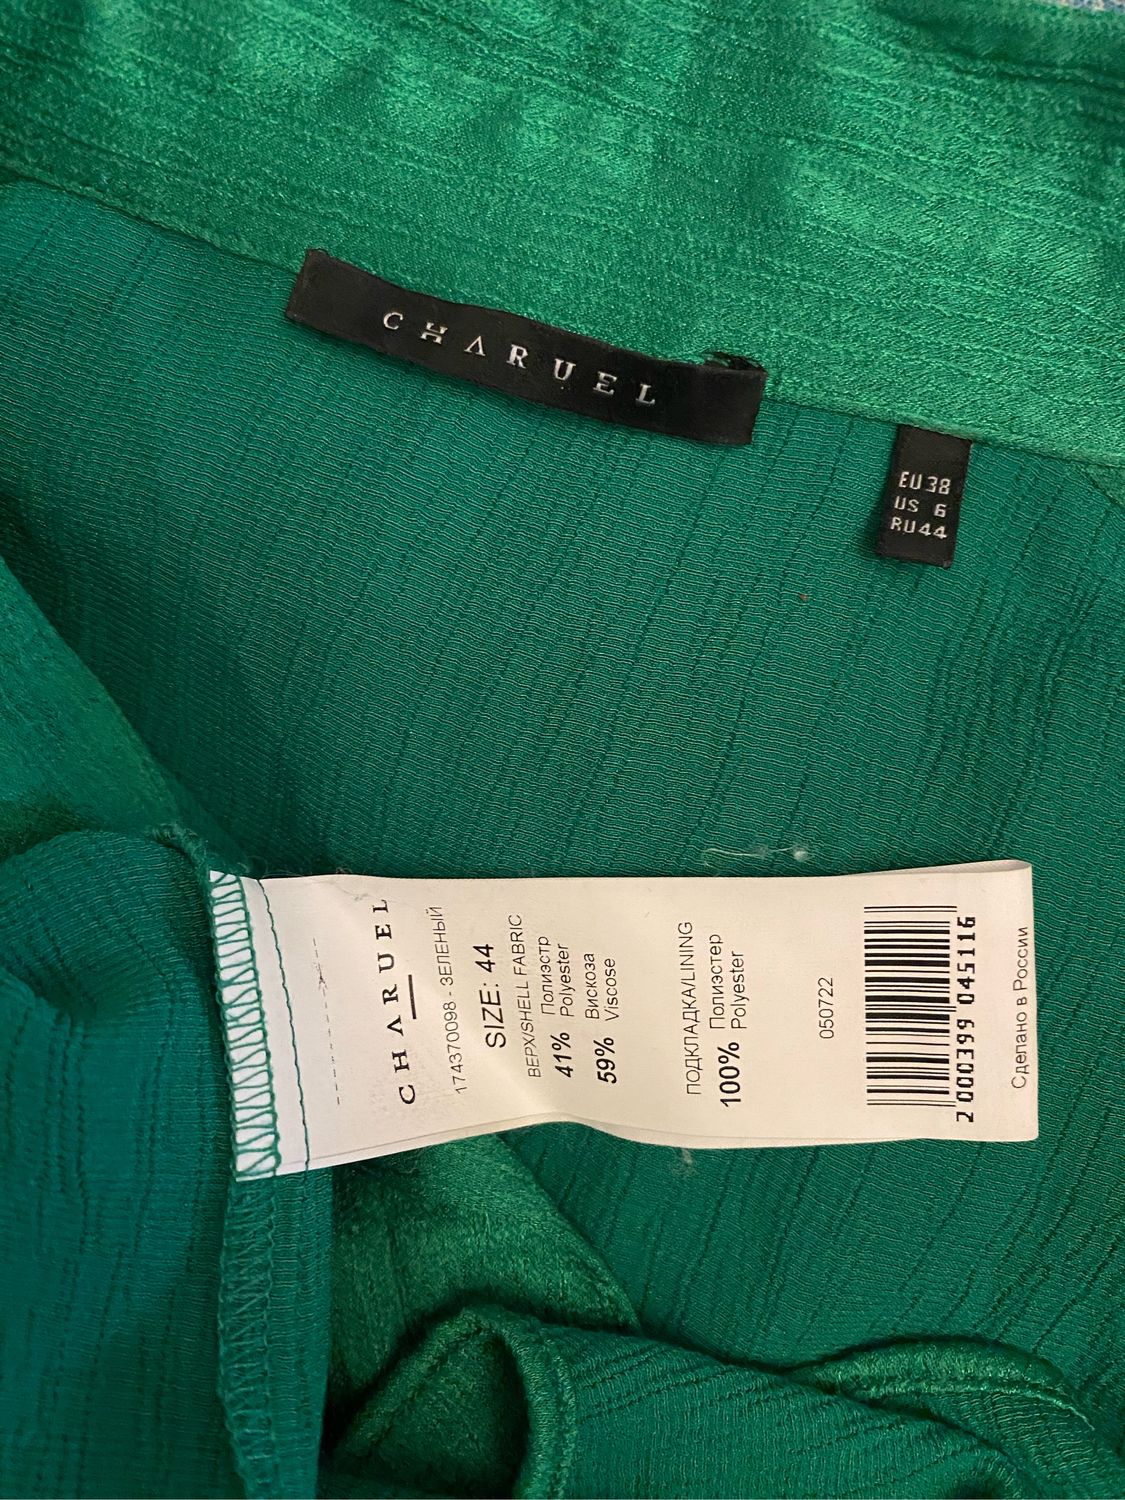 CHARUEL
EU 38
US 6
RU 44
CHARUEL
174370098 - ЗЕЛЕНЫЙ
SIZE: 44
ВЕРХ/SHELL FABRIC
41% Полиэстр
Polyester
59% Вискоза
Viscose
ПОДКЛАДКА/LINING
100% Полиэстер
Polyester
050722
2 000399 045116
Сделано в России